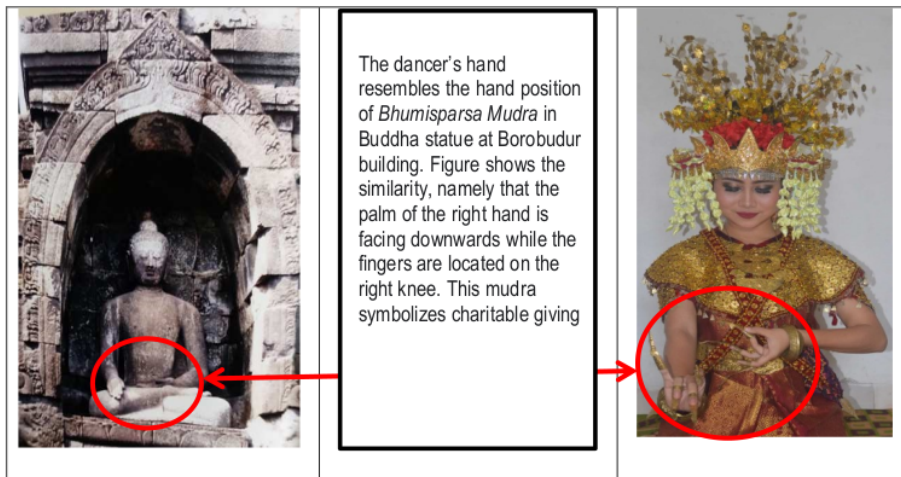 The dancer's hand
resembles the hand position
of Bhumisparsa Mudra in
Buddha statue at Borobudur
building. Figure shows the
similarity, namely that the
palm of the right hand is
facing downwards while the
fingers are located on the
right knee. This mudra
symbolizes charitable giving